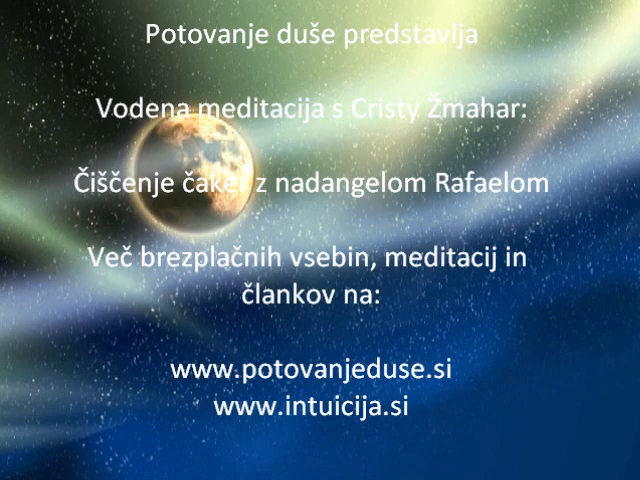 Potovanje duše predstavlja
Vodena meditacija s Cristy Žmahar:
Čiščenje čaker z nadangelom Rafaelom
Več brezplačnih vsebin, meditacij in
člankov na:
www.potovanjeduse.si
www.intuicija.si